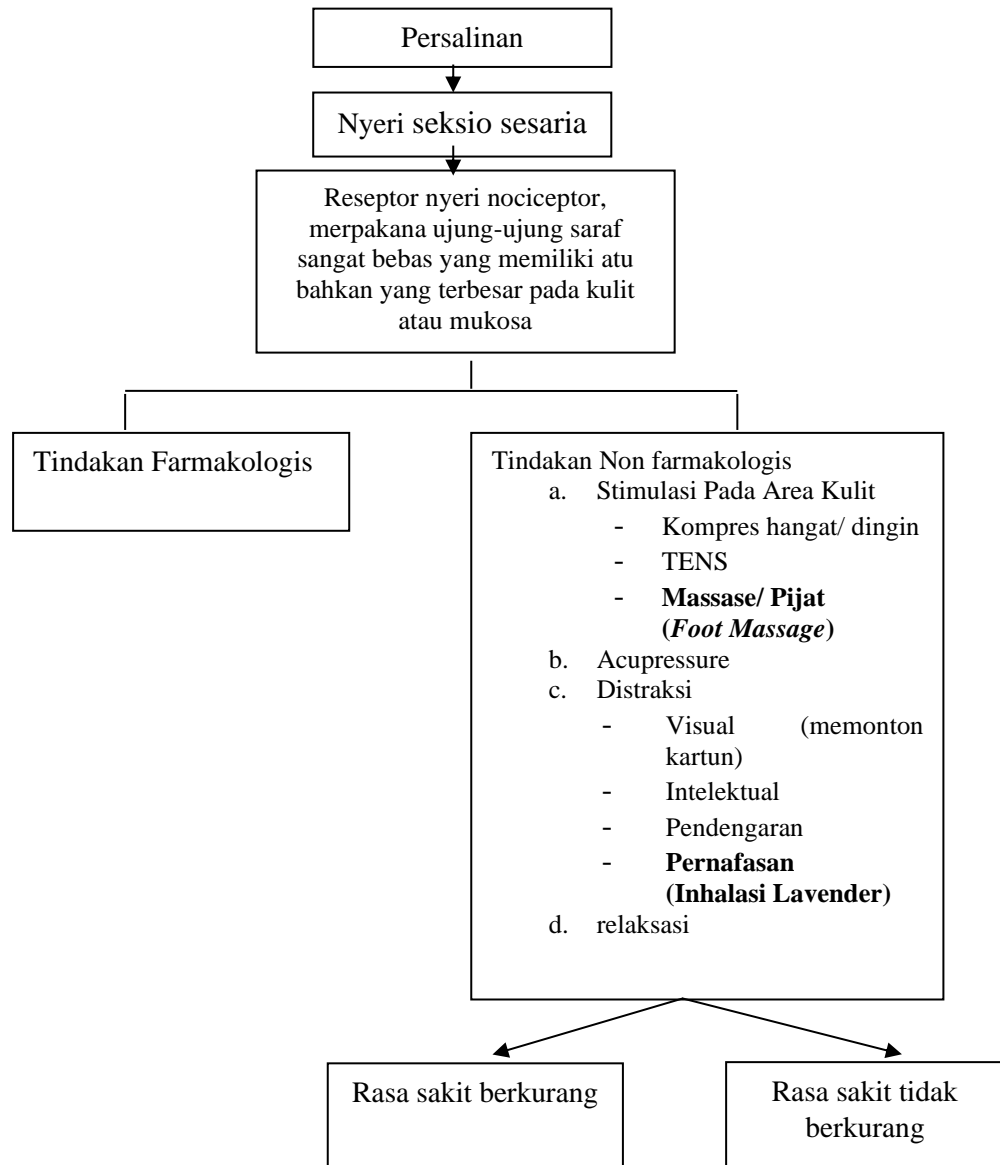 Persalinan
Nyeri seksio sesaria
Reseptor nyeri nociceptor,
merpakana ujung-ujung saraf
sangat bebas yang memiliki atu
bahkan yang terbesar pada kulit
atau mukosa
Tindakan Farmakologis
Tindakan Non farmakologis
a. Stimulasi Pada Area Kulit
- Kompres hangat/ dingin
- TENS
- Massase/ Pijat
(Foot Massage)
b. Acupressure
c. Distraksi
- Visual (memonton
kartun)
- Intelektual
- Pendengaran
- Pernafasan
(Inhalasi Lavender)
d. relaksasi
Rasa sakit berkurang
Rasa sakit tidak
berkurang